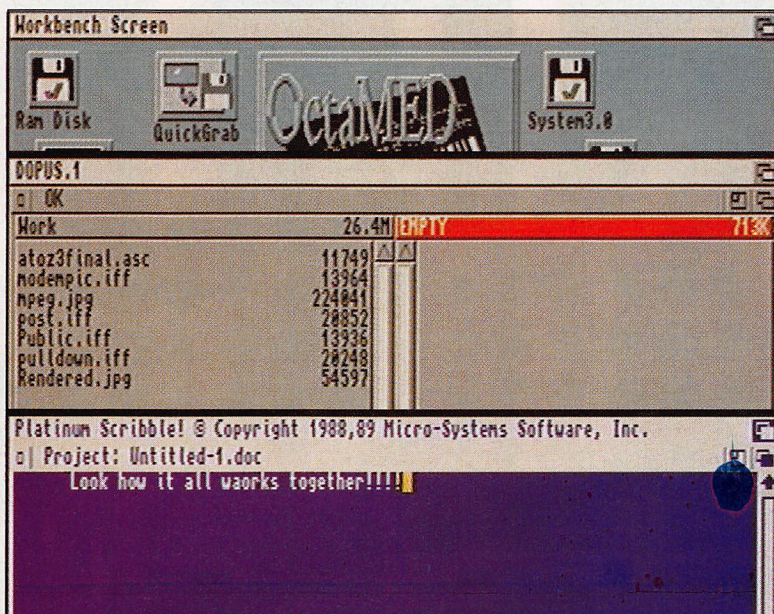 Workbench Screen
Ram Disk
QuickGrab
OctaMED
System3.0
DOPUS.1
OK
Work 26.4M EMPTY 713K
atoz3final.asc 11749
modempic.iff 13964
mpeg.jpg 224041
post.iff 20852
Public.iff 13936
pulldown.iff 20248
Rendered.jpg 54597
Platinum Scribble! © Copyright 1988,89 Micro-Systems Software, Inc.
Project: Untitled-1.doc
Look how it all waorks together!!!!